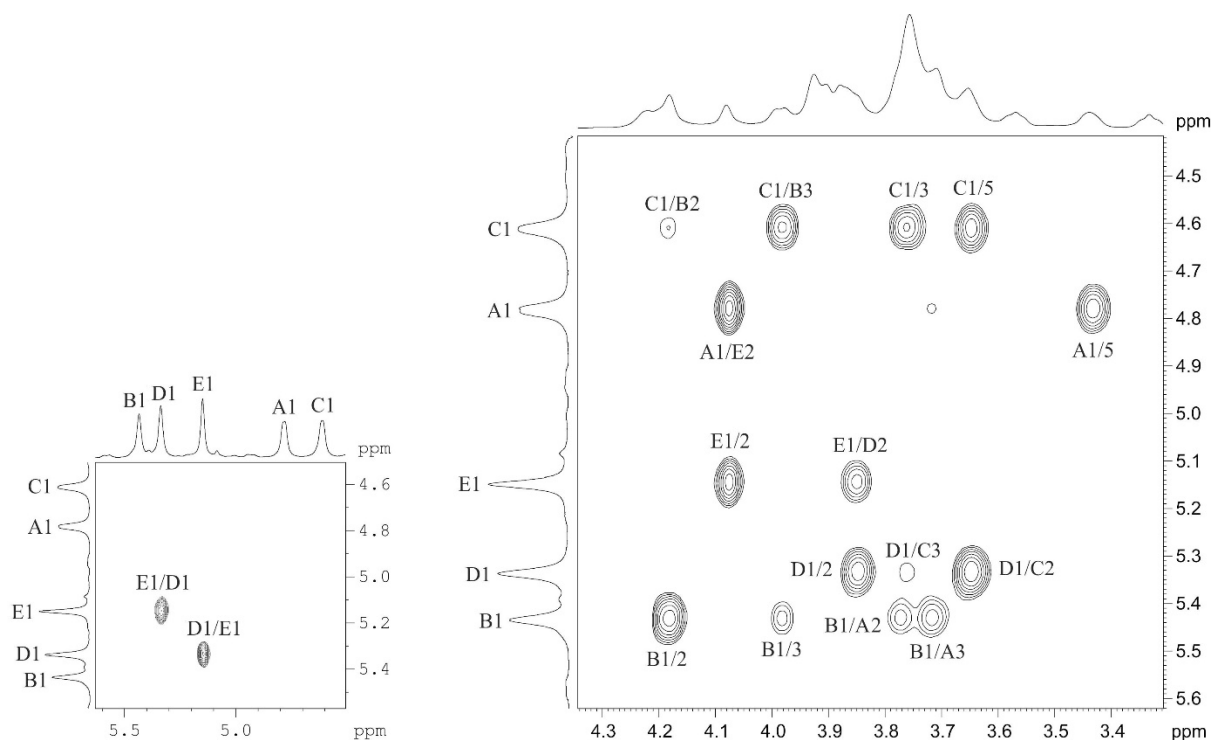 ppm
C1/B2 C1/B3 C1/3 C1/5
4.5
C1
4.6
4.7
A1
4.8
A1/E2 A1/5
4.9
5.0
E1/2 E1/D2
5.1
E1
5.2
D1/C3
5.3
D1/2 D1/C2
D1
5.4
B1
B1/A2
B1/2 B1/3 B1/A3
5.5
5.6
4.3 4.2 4.1 4.0 3.9 3.8 3.7 3.6 3.5 3.4 ppm
B1 D1 E1 A1 C1
ppm
C1 4.6
A1 4.8
E1/D1 5.0
E1 5.2
D1/E1
D1 5.4
B1
5.5 5.0 ppm